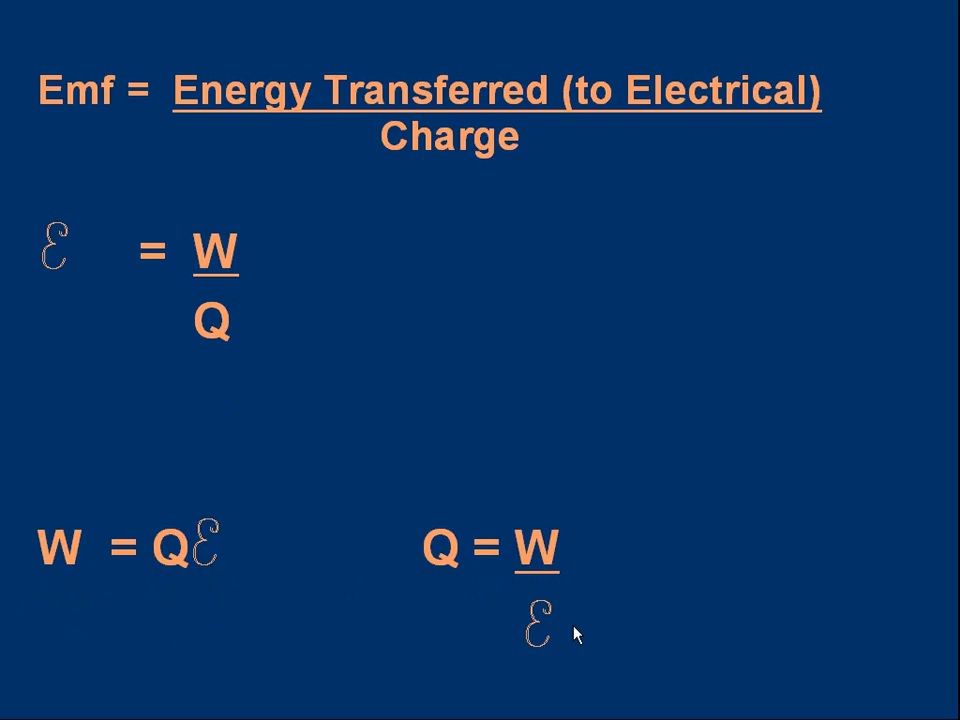 Emf = Energy Transferred (to Electrical)
Charge
ℰ = W
Q
W = Qℰ
Q = W
ℰ